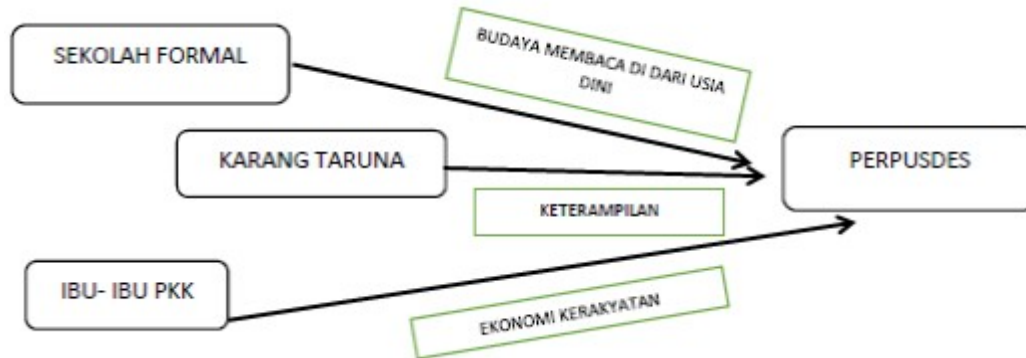 SEKOLAH FORMAL
BUDAYA MEMBACA DI DARI USIA
DINI
KARANG TARUNA
PERPUSDES
KETERAMPILAN
IBU- IBU PKK
EKONOMI KERAKYATAN